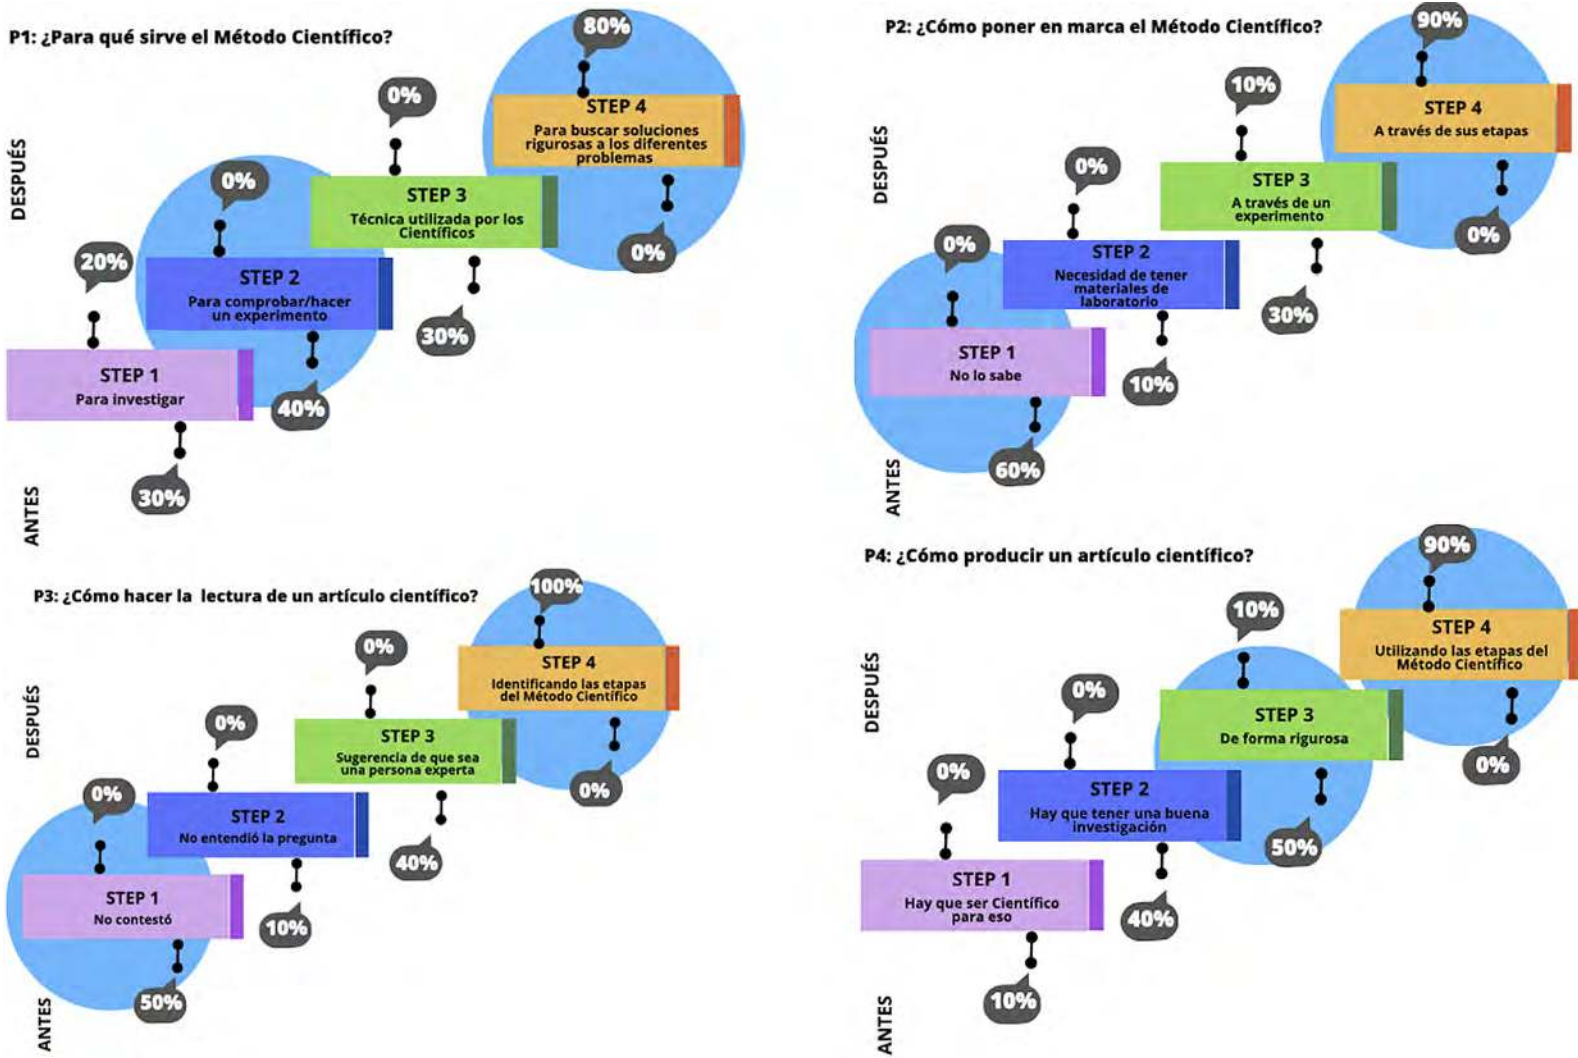 P1: ¿Para qué sirve el Método Científico?
DESPUÉS
ANTES
80%
STEP 4
Para buscar soluciones
rigurosas a los diferentes
problemas
0%
0%
STEP 3
Técnica utilizada por los
Científicos
30%
0%
STEP 2
Para comprobar/hacer
un experimento
40%
20%
STEP 1
Para investigar
30%
P2: ¿Cómo poner en marca el Método Científico?
DESPUÉS
ANTES
90%
STEP 4
A través de sus etapas
0%
10%
STEP 3
A través de un
experimento
30%
0%
STEP 2
Necesidad de tener
materiales de
laboratorio
10%
0%
STEP 1
No lo sabe
60%
P3: ¿Cómo hacer la lectura de un artículo científico?
DESPUÉS
ANTES
100%
STEP 4
Identificando las etapas
del Método Científico
0%
0%
STEP 3
Sugerencia de que sea
una persona experta
40%
0%
STEP 2
No entendió la pregunta
10%
0%
STEP 1
No contestó
50%
P4: ¿Cómo producir un artículo científico?
DESPUÉS
ANTES
90%
STEP 4
Utilizando las etapas del
Método Científico
0%
10%
STEP 3
De forma rigurosa
50%
0%
STEP 2
Hay que tener una buena
investigación
40%
0%
STEP 1
Hay que ser Científico
para eso
10%